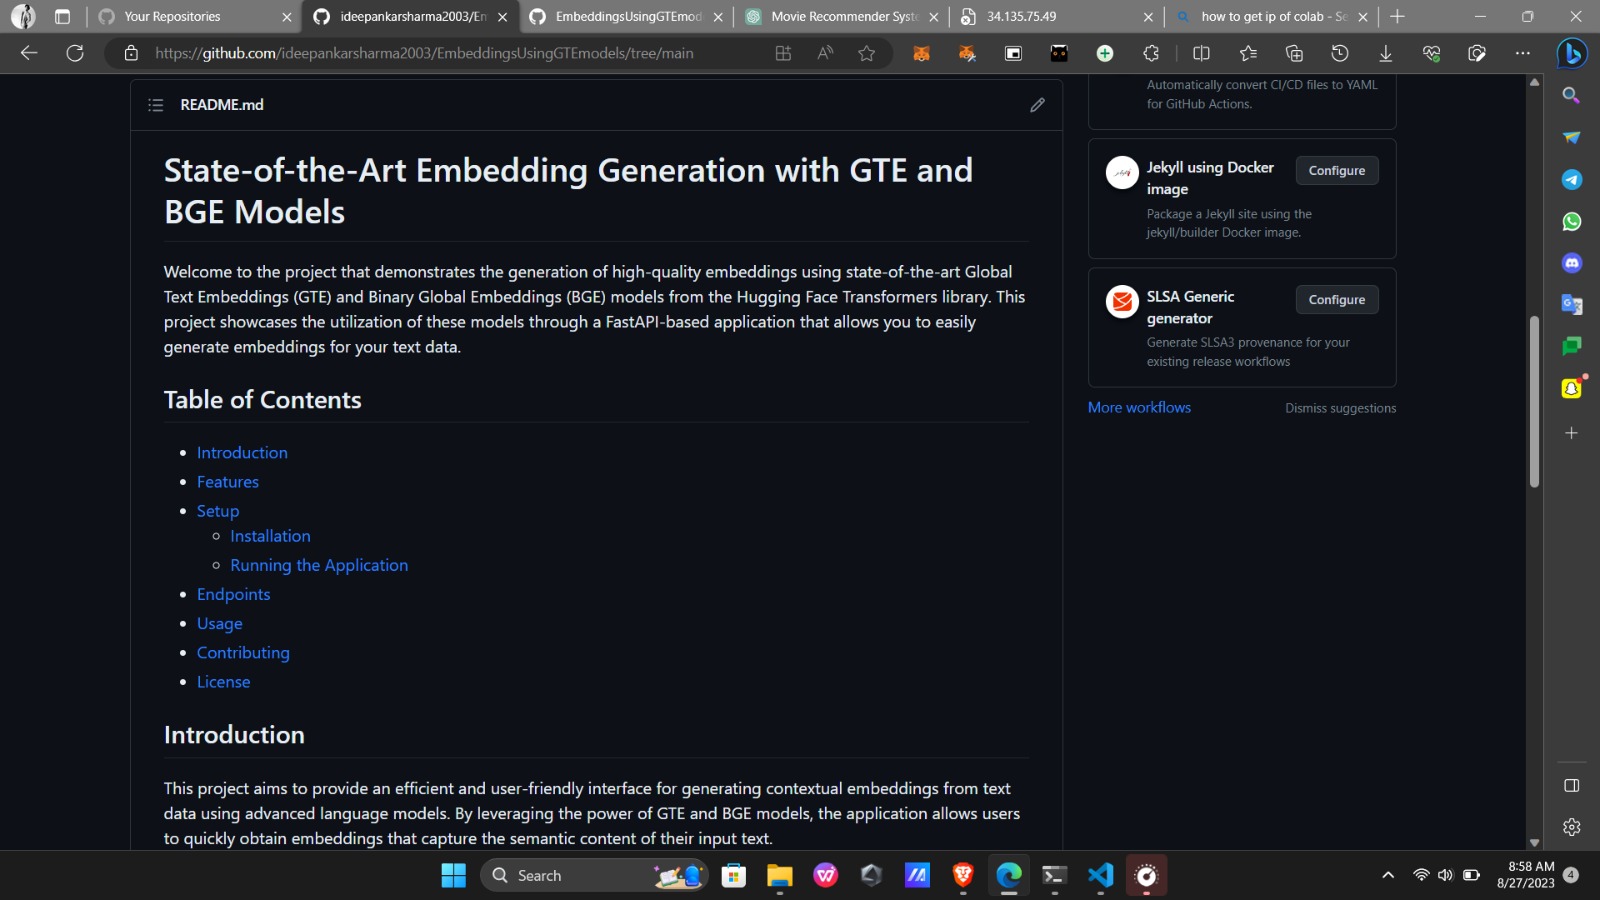 Your Repositories
ideepankarsharma2003/En
EmbeddingsUsingGTEmod
Movie Recommender Syste
34.135.75.49
how to get ip of colab - Se
https://github.com/ideepankarsharma2003/EmbeddingsUsingGTEmodels/tree/main
README.md
State-of-the-Art Embedding Generation with GTE and
BGE Models
Welcome to the project that demonstrates the generation of high-quality embeddings using state-of-the-art Global
Text Embeddings (GTE) and Binary Global Embeddings (BGE) models from the Hugging Face Transformers library. This
project showcases the utilization of these models through a FastAPI-based application that allows you to easily
generate embeddings for your text data.
Table of Contents
Introduction
Features
Setup
Installation
Running the Application
Endpoints
Usage
Contributing
License
Introduction
This project aims to provide an efficient and user-friendly interface for generating contextual embeddings from text
data using advanced language models. By leveraging the power of GTE and BGE models, the application allows users
to quickly obtain embeddings that capture the semantic content of their input text.
Automatically convert CI/CD files to YAML
for GitHub Actions.
Jekyll using Docker
image
Configure
Package a Jekyll site using the
jekyll/builder Docker image.
SLSA Generic
generator
Configure
Generate SLSA3 provenance for your
existing release workflows
More workflows
Dismiss suggestions
Search
8:58 AM
8/27/2023
4